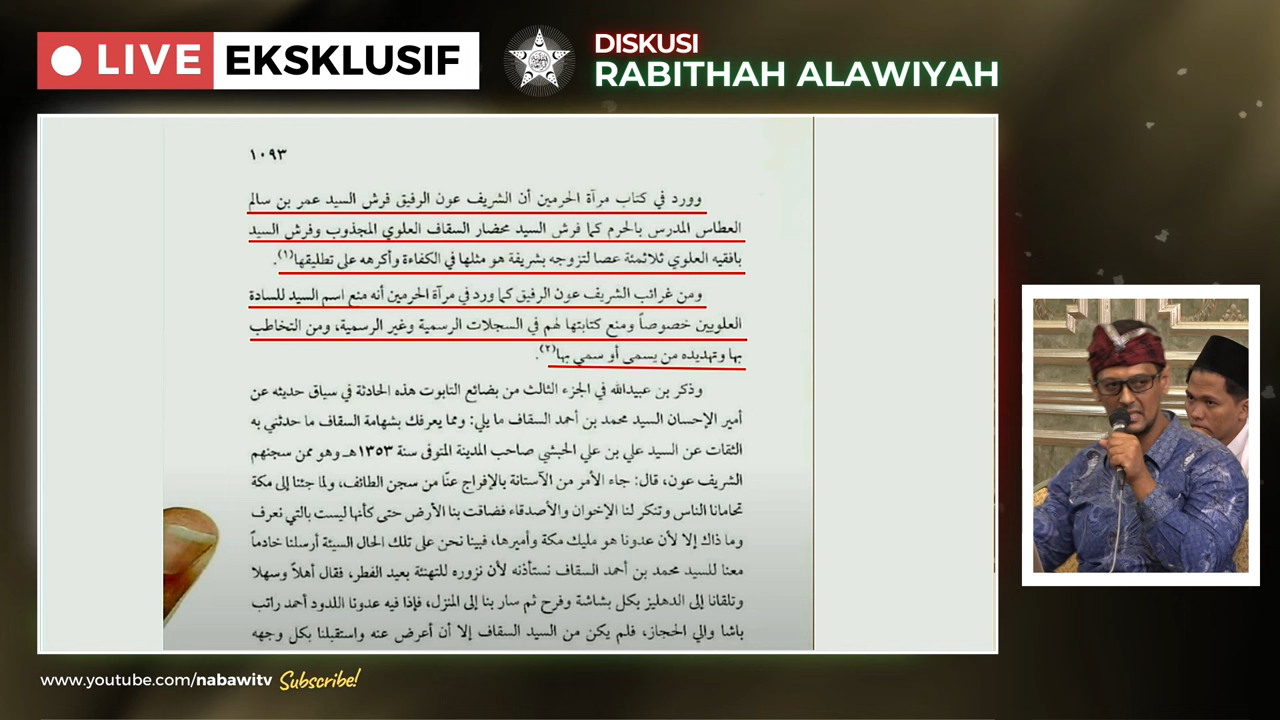 LIVE EKSKLUSIF
DISKUSI
RABITHAH ALAWIYAH
١٠٩٣
وورد في كتاب مرآة الحرمين أن الشريف عون الرفيق فرش السيد عمر بن سالم
العطاس المدرس بالحرم كما فرش السيد محضار السقاف العلوي المجذوب وفرش السيد
بافقيه العلوي ثلاثمئة عصا لتزوجه بشريفة هو مثلها في الكفاءة وأكرهه على تطليقها(١).
ومن غرائب الشريف عون الرفيق كما ورد في مرآة الحرمين أنه منع اسم السيد للسادة
العلويين خصوصاً ومنع كتابتها لهم في السجلات الرسمية وغير الرسمية، ومن التخاطب
بها وتهديده من يسمى أو سمي بها(٢).
وذكر بن عبيدالله في الجزء الثالث من بضائع التابوت هذه الحادثة في سياق حديثه عن
أمير الإحسان السيد محمد بن أحمد السقاف ما يلي: ومما يعرفك بشهامة السقاف ما حدثني به
الثقات عن السيد علي بن علي الحبشي صاحب المدينة المتوفى سنة ١٣٥٣هـ وهو ممن سجنهم
الشريف عون، قال: جاء الأمر من الآستانة بالإفراج عنّا من سجن الطائف، ولما جئنا إلى مكة
تحامانا الناس وتنكر لنا الإخوان والأصدقاء فضاقت بنا الأرض حتى كأنها ليست بالتي نعرف
وما ذاك إلا لأن عدونا هو مليك مكة وأميرها، فبينا نحن على تلك الحال السيئة أرسلنا خادماً
معنا للسيد محمد بن أحمد السقاف نستأذنه لأن نزوره للتهنئة بعيد الفطر، فقال أهلاً وسهلا
وتلقانا إلى الدهليز بكل بشاشة وفرح ثم سار بنا إلى المنزل، فإذا فيه عدونا اللدود أحمد راتب
باشا والي الحجاز، فلم يكن من السيد السقاف إلا أن أعرض عنه واستقبلنا بكل وجهه
www.youtube.com/nabawitv Subscribe!